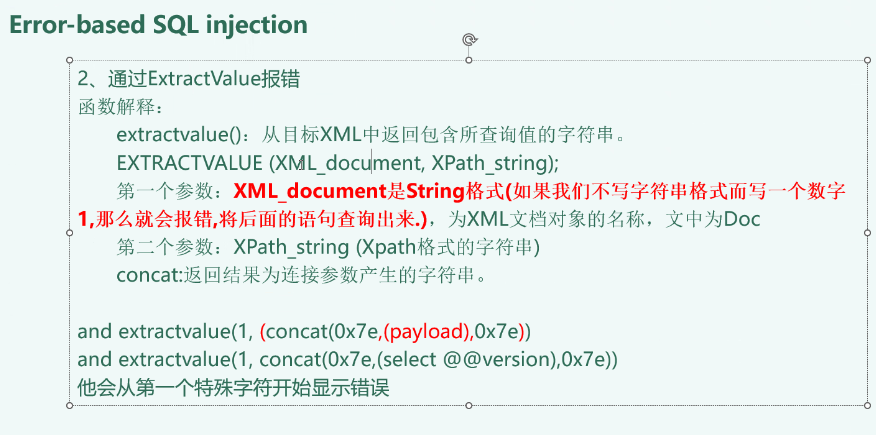 Error-based SQL injection
2、通过ExtractValue报错
函数解释：
extractvalue()：从目标XML中返回包含所查询值的字符串。
EXTRACTVALUE (XML_document, XPath_string);
第一个参数：XML_document是String格式(如果我们不写字符串格式而写一个数字
1,那么就会报错,将后面的语句查询出来.)，为XML文档对象的名称，文中为Doc
第二个参数：XPath_string (Xpath格式的字符串)
concat:返回结果为连接参数产生的字符串。
and extractvalue(1, (concat(0x7e,(payload),0x7e))
and extractvalue(1, concat(0x7e,(select @@version),0x7e))
他会从第一个特殊字符开始显示错误